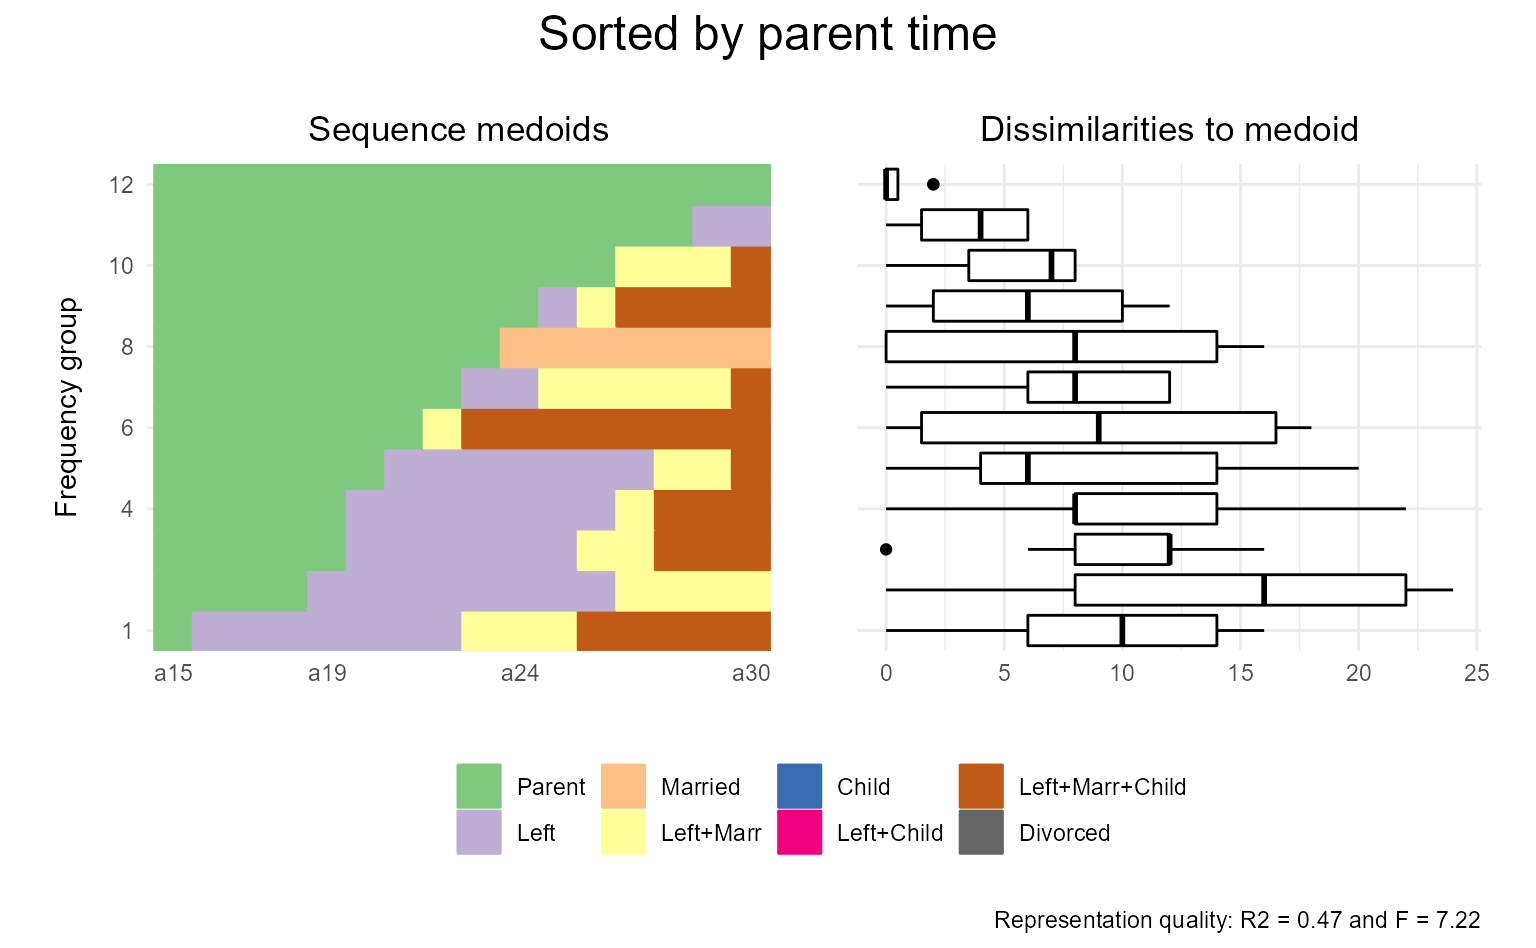 Sorted by parent time
Sequence medoids
Dissimilarities to medoid
Frequency group
12
10
8
6
4
1
a15 a19 a24 a30
0 5 10 15 20 25
Parent Married Child Left+Marr+Child
Left Left+Marr Left+Child Divorced
Representation quality: R2 = 0.47 and F = 7.22